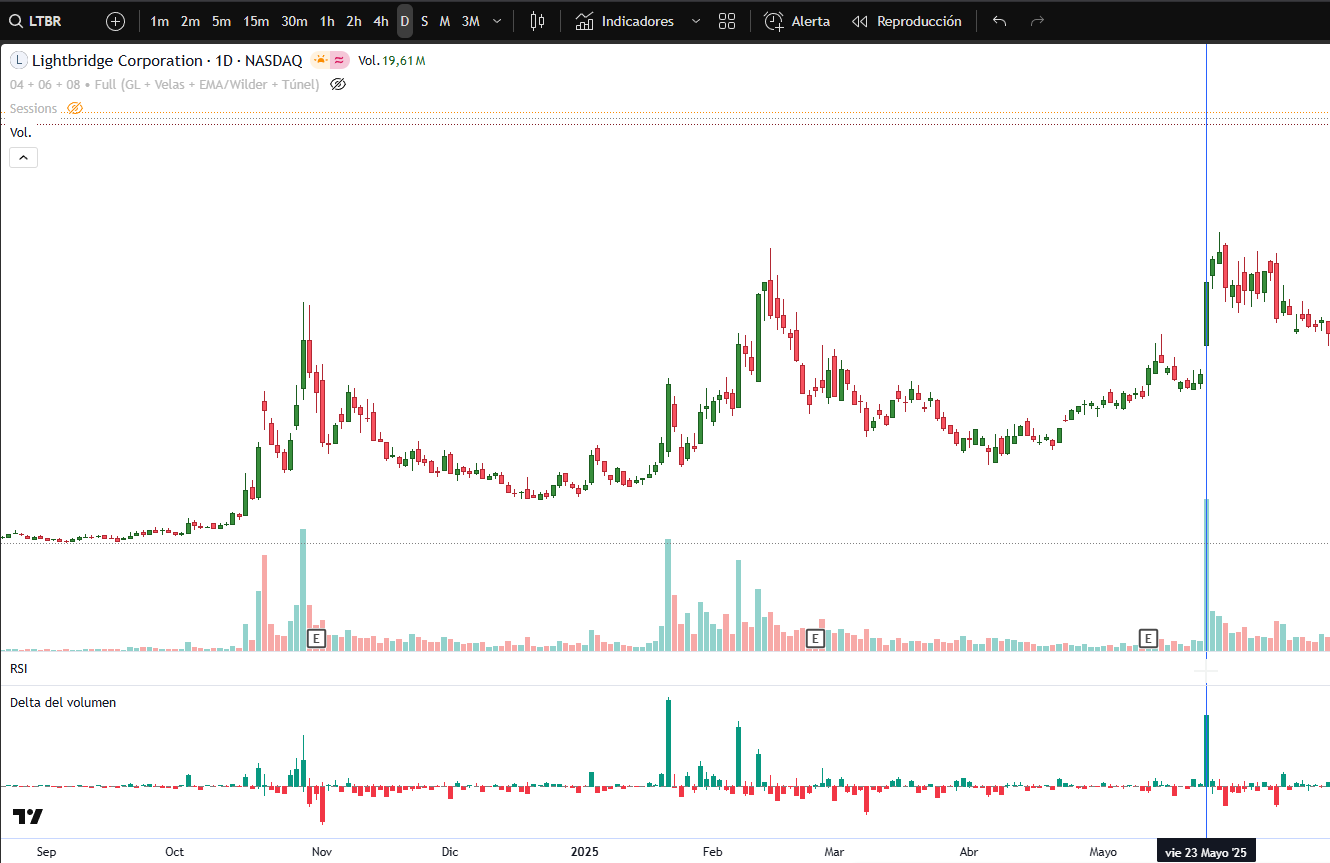 LTBR 1m 2m 5m 15m 30m 1h 2h 4h D S M 3M Indicadores Alerta Reproducción
L Lightbridge Corporation · 1D · NASDAQ Vol. 19,61 M
04 + 06 + 08 • Full (GL + Velas + EMA/Wilder + Túnel)
Sessions
Vol.
E E E
RSI
Delta del volumen
Sep Oct Nov Dic 2025 Feb Mar Abr Mayo vie 23 Mayo '25